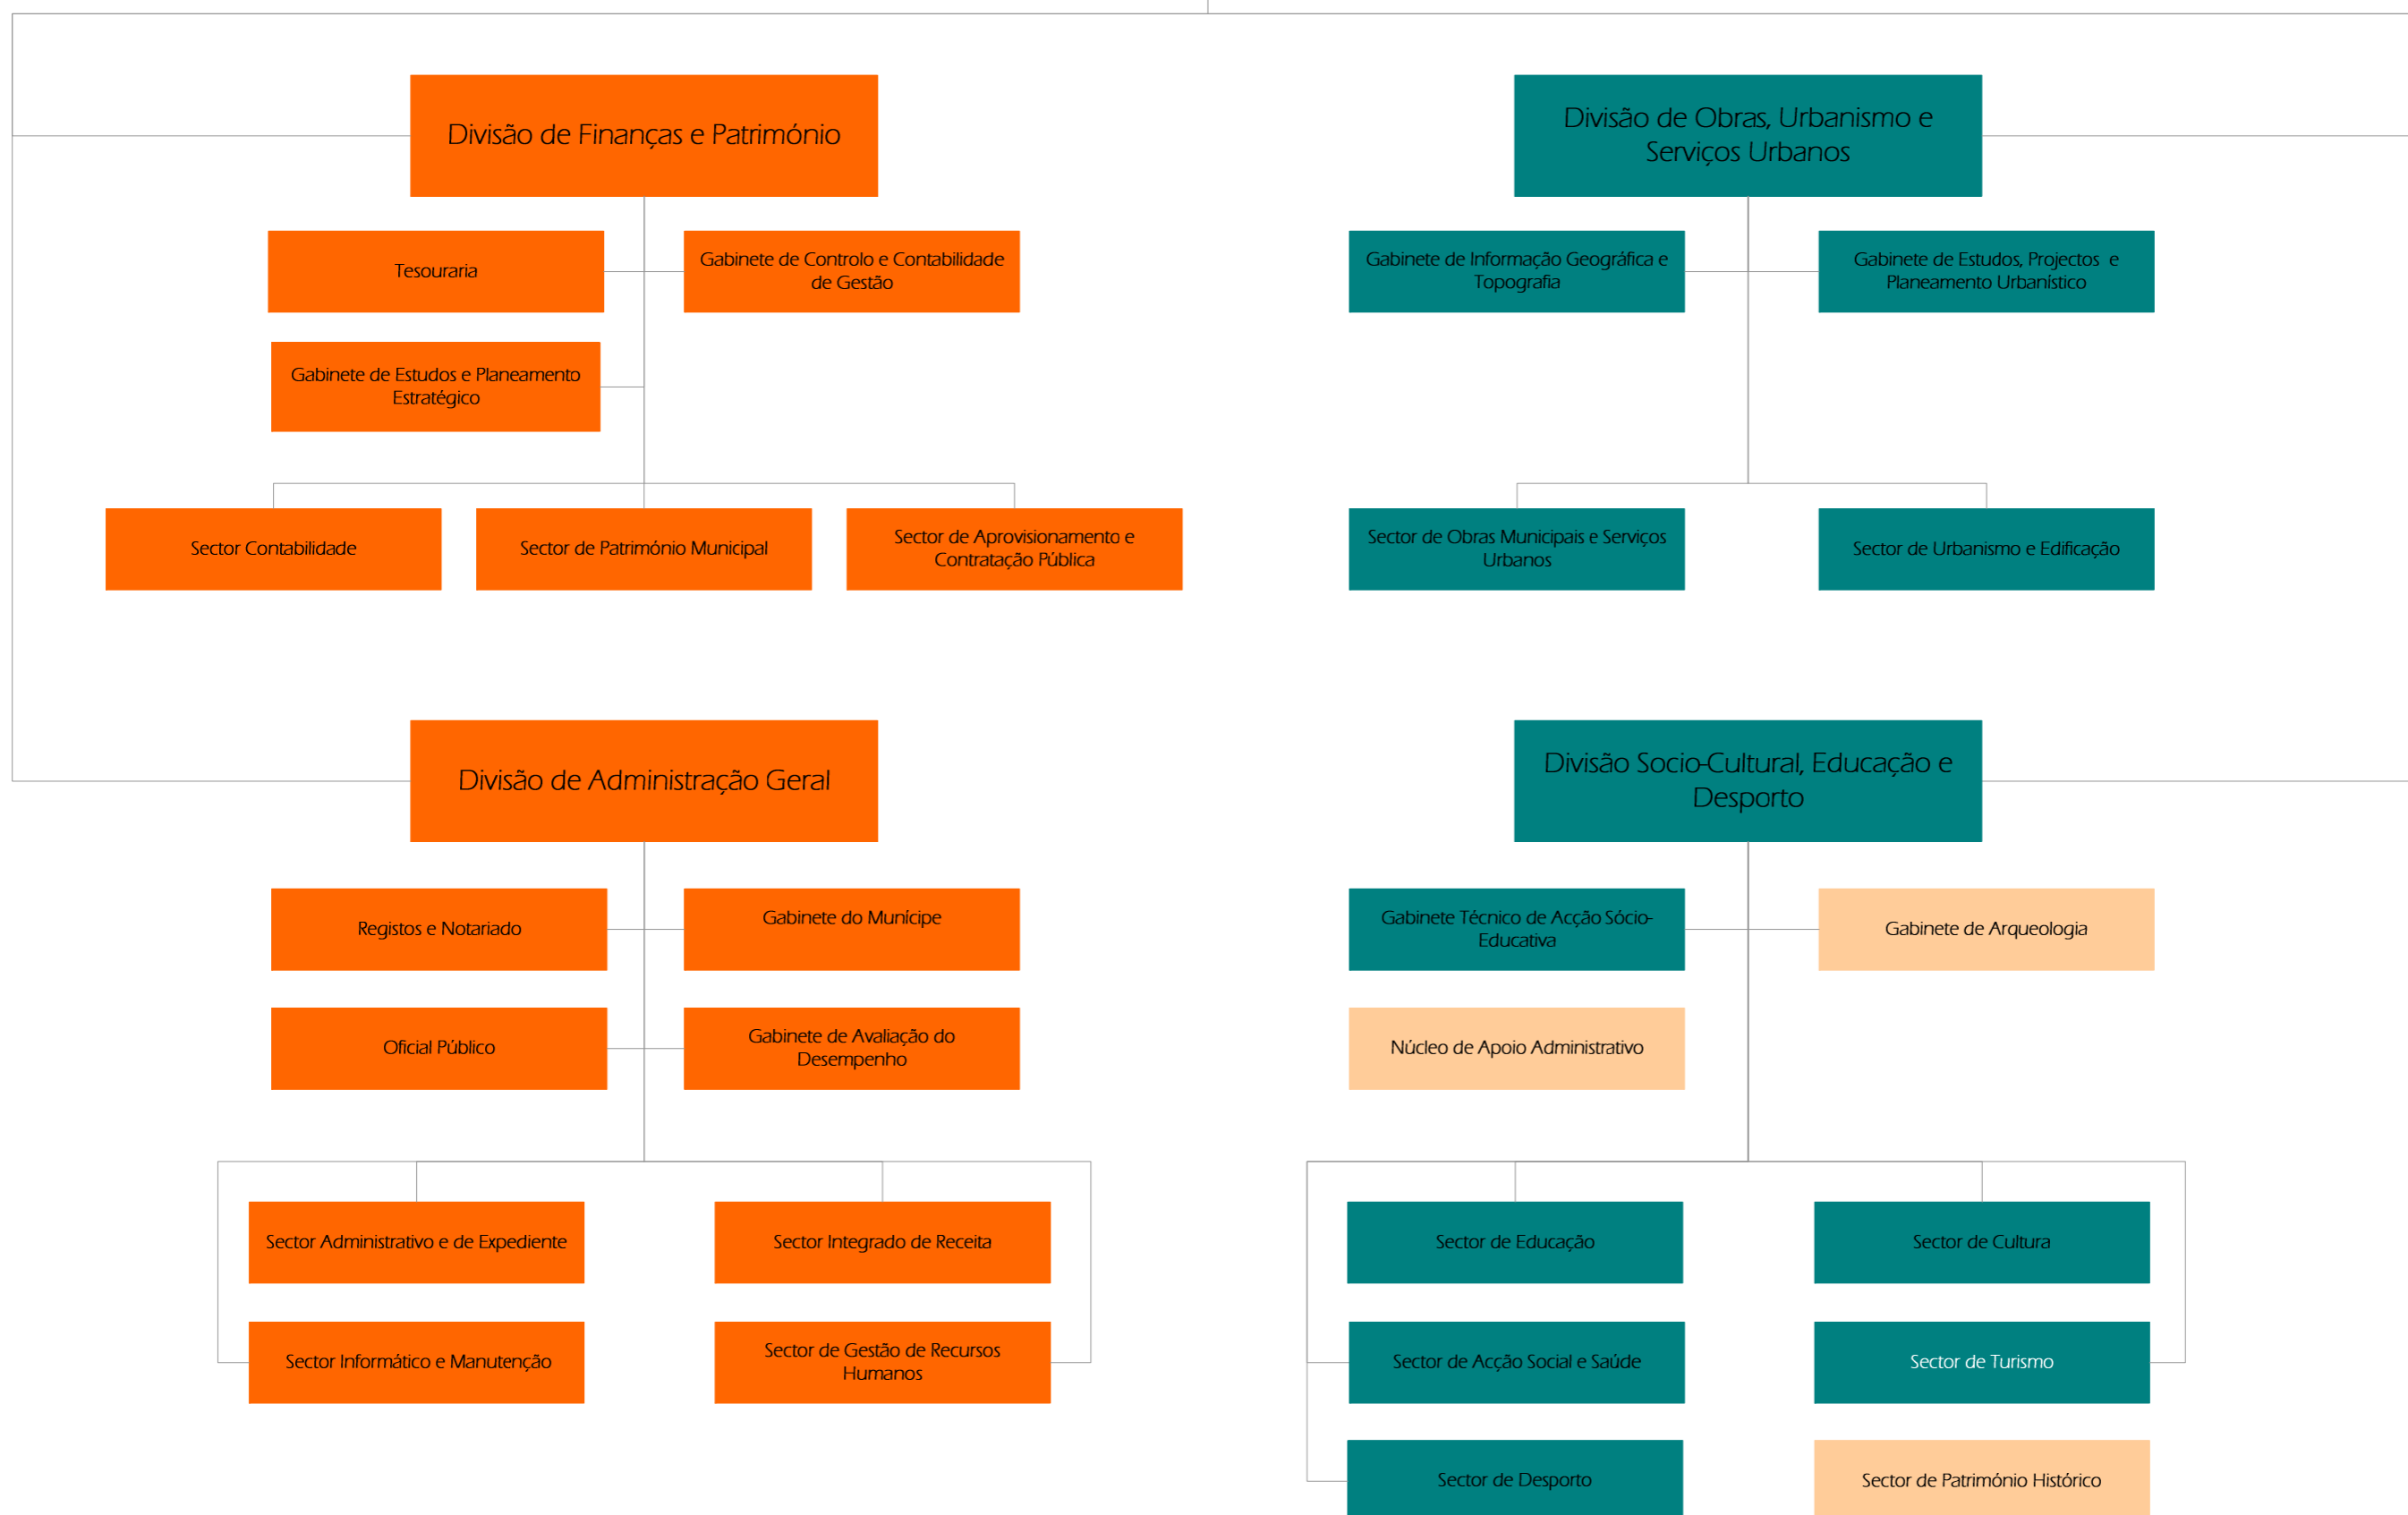 Divisão de Finanças e Património
Divisão de Obras, Urbanismo e
Serviços Urbanos
Tesouraria
Gabinete de Controlo e Contabilidade
de Gestão
Gabinete de Informação Geográfica e
Topografia
Gabinete de Estudos, Projectos e
Planeamento Urbanístico
Gabinete de Estudos e Planeamento
Estratégico
Sector Contabilidade
Sector de Património Municipal
Sector de Aprovisionamento e
Contratação Pública
Sector de Obras Municipais e Serviços
Urbanos
Sector de Urbanismo e Edificação
Divisão de Administração Geral
Divisão Socio-Cultural, Educação e
Desporto
Registos e Notariado
Gabinete do Munícipe
Gabinete Técnico de Acção Sócio-
Educativa
Gabinete de Arqueologia
Oficial Público
Gabinete de Avaliação do
Desempenho
Núcleo de Apoio Administrativo
Sector Administrativo e de Expediente
Sector Integrado de Receita
Sector de Educação
Sector de Cultura
Sector Informático e Manutenção
Sector de Gestão de Recursos
Humanos
Sector de Acção Social e Saúde
Sector de Turismo
Sector de Desporto
Sector de Património Histórico